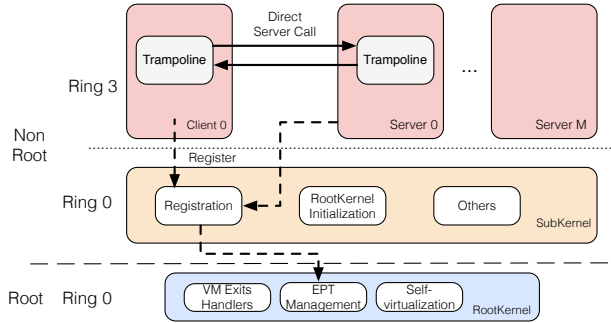 Direct
Server Call
Trampoline
Trampoline
...
Ring 3
Client 0
Server 0
Server M
Non
Root
Register
Ring 0
Registration
RootKernel
Initialization
Others
SubKernel
Root
Ring 0
VM Exits
Handlers
EPT
Management
Self-
virtualization
RootKernel